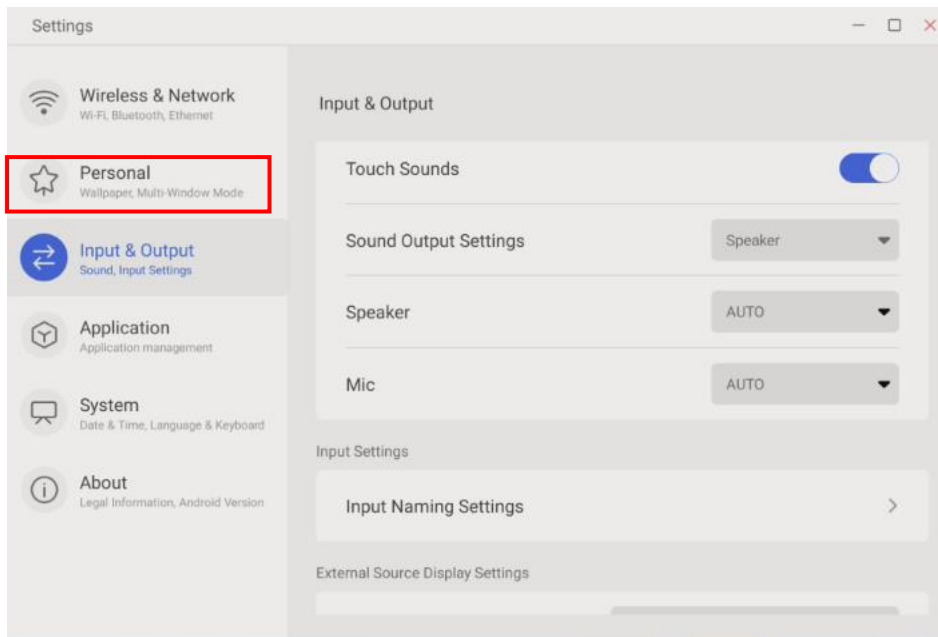 Settings
Wireless & Network
Wi-Fi, Bluetooth, Ethernet
Personal
Wallpaper, Multi-Window Mode
Input & Output
Sound, Input Settings
Application
Application management
System
Date & Time, Language & Keyboard
About
Legal Information, Android Version
Input & Output
Touch Sounds
Sound Output Settings
Speaker
Speaker
AUTO
Mic
AUTO
Input Settings
Input Naming Settings
External Source Display Settings